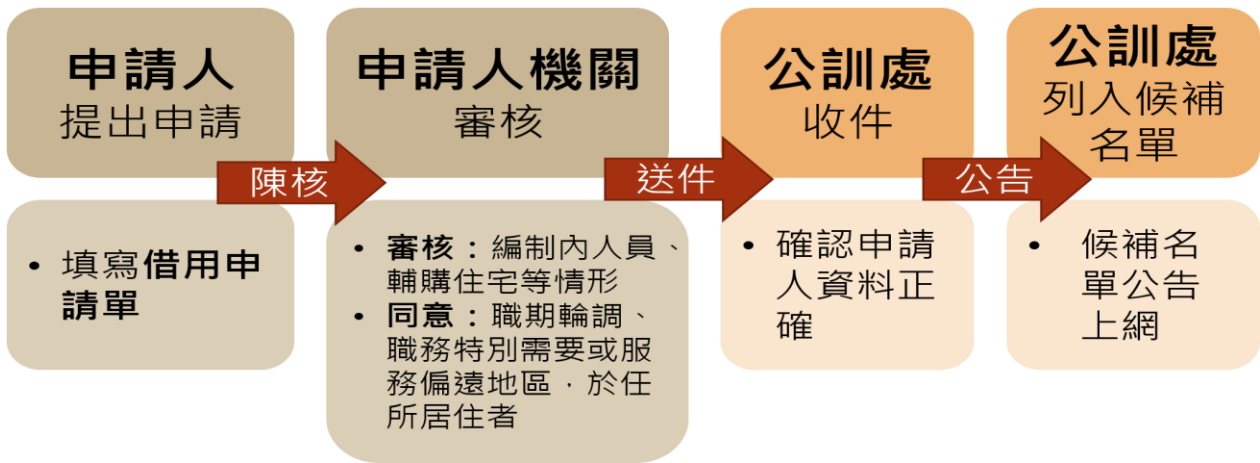 申請人
提出申請
陳核
• 填寫借用申
請單
申請人機關
審核
送件
• 審核：編制內人員、
輔購住宅等情形
• 同意：職期輪調、
職務特別需要或服
務偏遠地區，於任
所居住者
公訓處
收件
公告
• 確認申請
人資料正
確
公訓處
列入候補
名單
• 候補名
單公告
上網